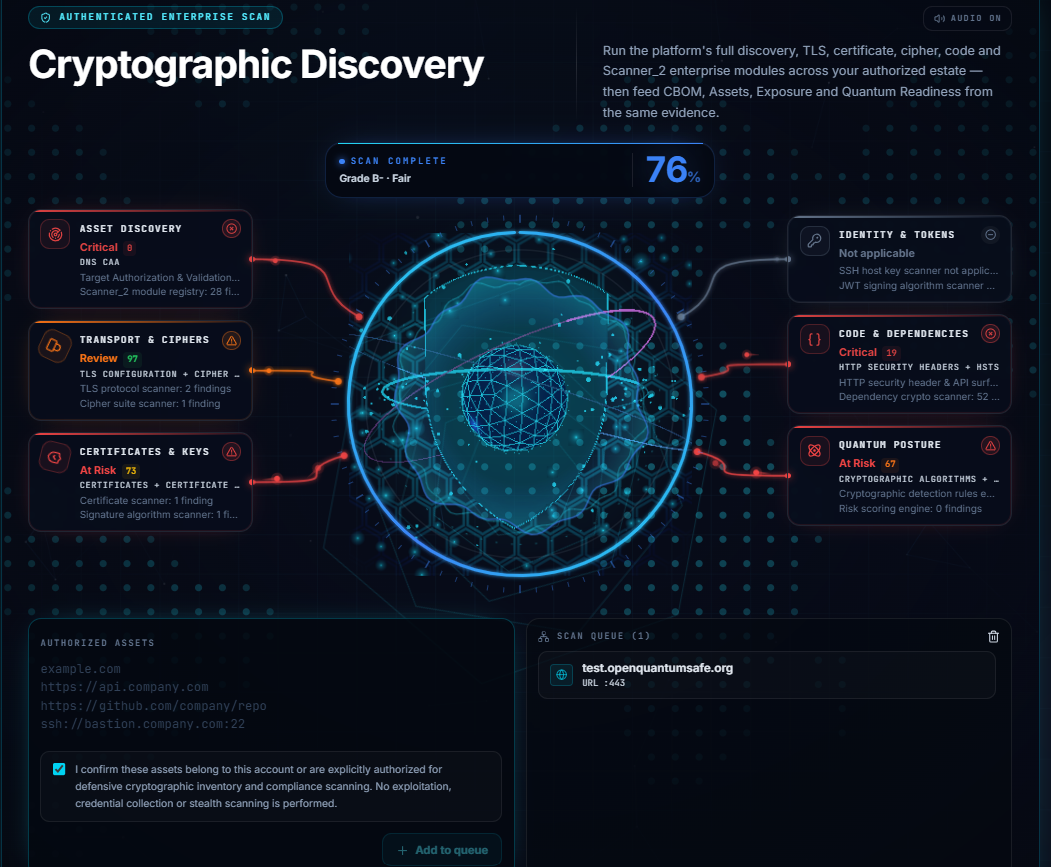 AUTHENTICATED ENTERPRISE SCAN
AUDIO ON
Cryptographic Discovery
Run the platform's full discovery, TLS, certificate, cipher, code and
Scanner_2 enterprise modules across your authorized estate —
then feed CBOM, Assets, Exposure and Quantum Readiness from
the same evidence.
SCAN COMPLETE
Grade B- · Fair
76%
ASSET DISCOVERY
Critical 0
DNS CAA
Target Authorization & Validation...
Scanner_2 module registry: 28 fi...
TRANSPORT & CIPHERS
Review 97
TLS CONFIGURATION + CIPHER …
TLS protocol scanner: 2 findings
Cipher suite scanner: 1 finding
CERTIFICATES & KEYS
At Risk 73
CERTIFICATES + CERTIFICATE …
Certificate scanner: 1 finding
Signature algorithm scanner: 1 fi...
IDENTITY & TOKENS
Not applicable
SSH host key scanner not applic...
JWT signing algorithm scanner ...
CODE & DEPENDENCIES
Critical 19
HTTP SECURITY HEADERS + HSTS
HTTP security header & API surf...
Dependency crypto scanner: 52 ...
QUANTUM POSTURE
At Risk 67
CRYPTOGRAPHIC ALGORITHMS + …
Cryptographic detection rules e...
Risk scoring engine: 0 findings
AUTHORIZED ASSETS
example.com
https://api.company.com
https://github.com/company/repo
ssh://bastion.company.com:22
I confirm these assets belong to this account or are explicitly authorized for
defensive cryptographic inventory and compliance scanning. No exploitation,
credential collection or stealth scanning is performed.
+ Add to queue
SCAN QUEUE (1)
test.openquantumsafe.org
URL :443